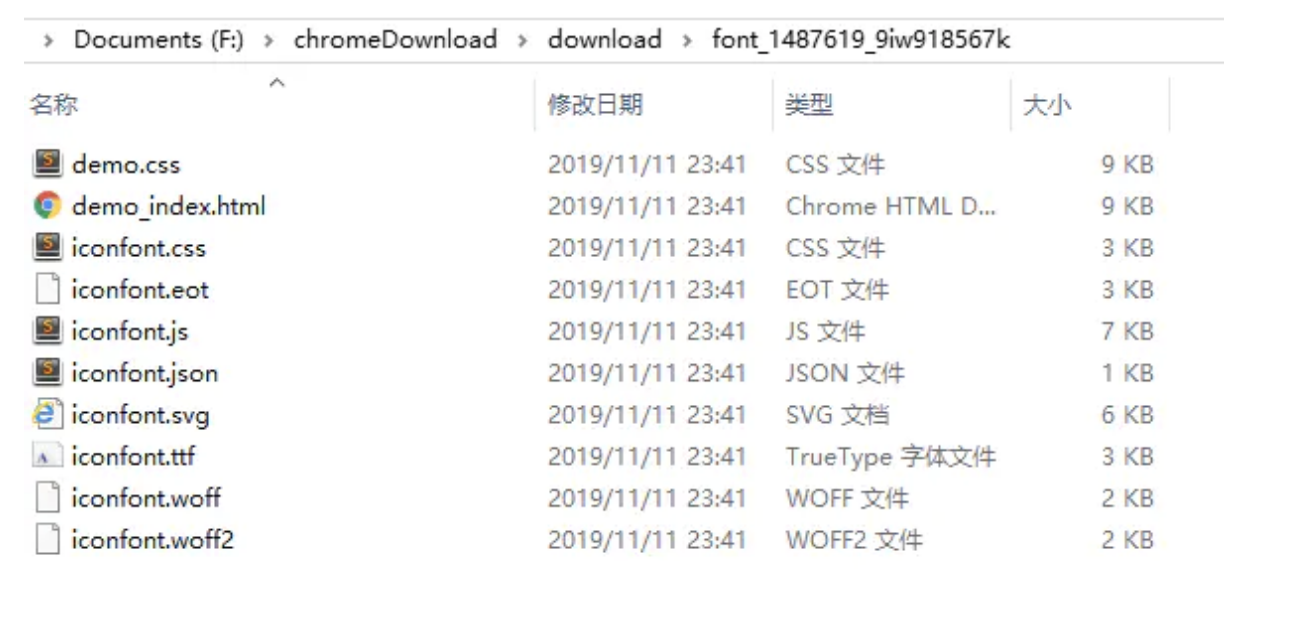 › Documents (F:) › chromeDownload › download › font_1487619_9iw918567k
名称 修改日期 类型 大小
demo.css 2019/11/11 23:41 CSS 文件 9 KB
demo_index.html 2019/11/11 23:41 Chrome HTML D... 9 KB
iconfont.css 2019/11/11 23:41 CSS 文件 3 KB
iconfont.eot 2019/11/11 23:41 EOT 文件 3 KB
iconfont.js 2019/11/11 23:41 JS 文件 7 KB
iconfont.json 2019/11/11 23:41 JSON 文件 1 KB
iconfont.svg 2019/11/11 23:41 SVG 文档 6 KB
iconfont.ttf 2019/11/11 23:41 TrueType 字体文件 3 KB
iconfont.woff 2019/11/11 23:41 WOFF 文件 2 KB
iconfont.woff2 2019/11/11 23:41 WOFF2 文件 2 KB